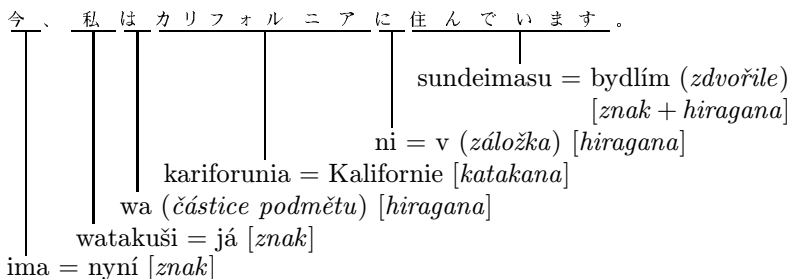 今、私はカリフォルニアに住んでいます。
sundeimasu = bydlím (zdvořile)
[znak + hiragana]
ni = v (záložka) [hiragana]
kariforunia = Kalifornie [katakana]
wa (částice podmětu) [hiragana]
watakuši = já [znak]
ima = nyní [znak]